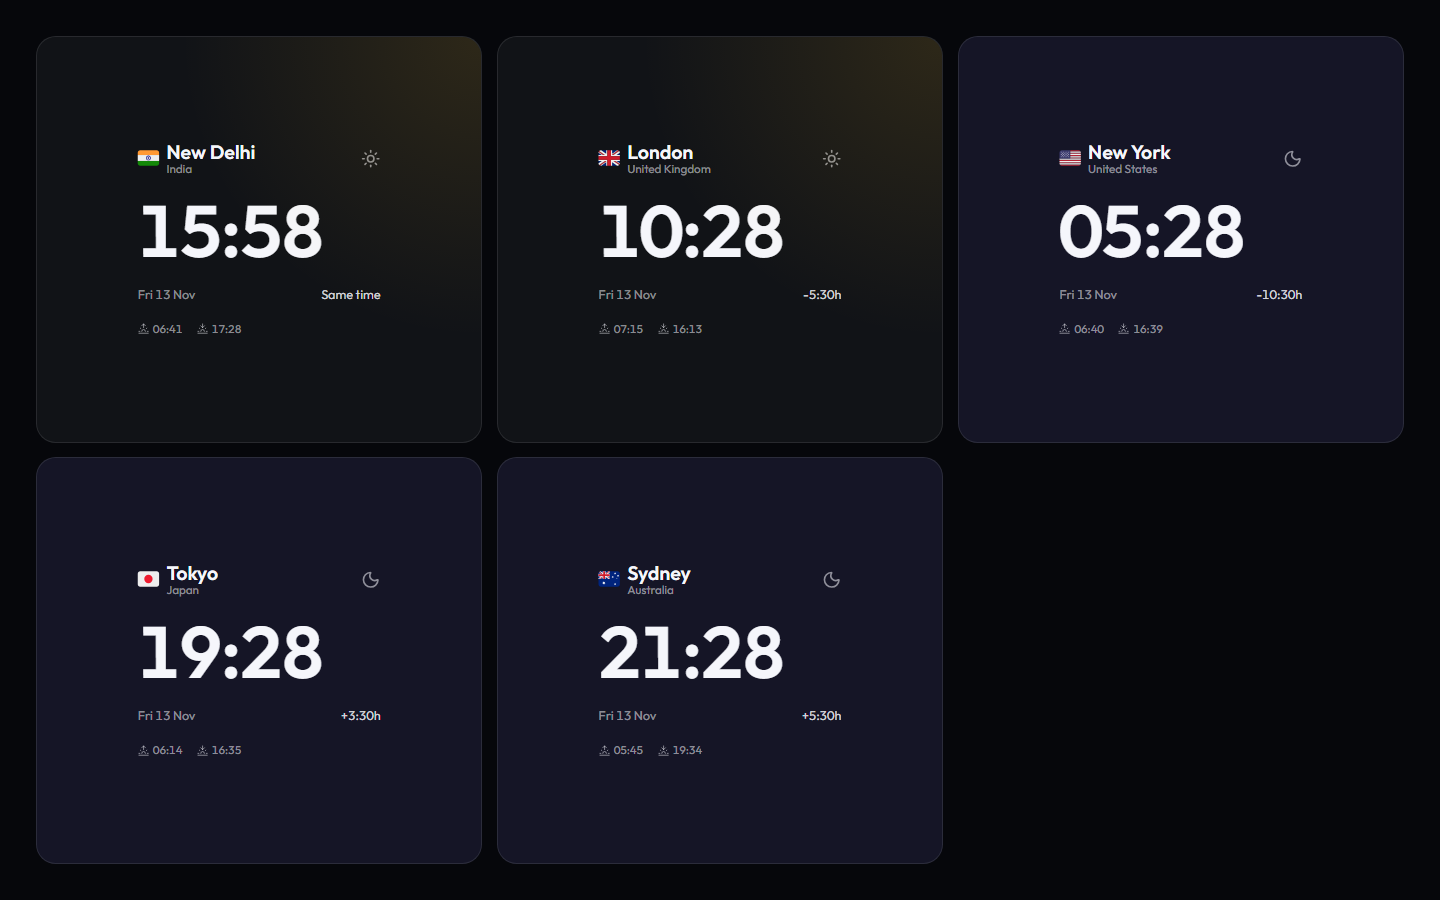 New Delhi
India
15:58
Fri 13 Nov Same time
06:41 17:28
London
United Kingdom
10:28
Fri 13 Nov -5:30h
07:15 16:13
New York
United States
05:28
Fri 13 Nov -10:30h
06:40 16:39
Tokyo
Japan
19:28
Fri 13 Nov +3:30h
06:14 16:35
Sydney
Australia
21:28
Fri 13 Nov +5:30h
05:45 19:34